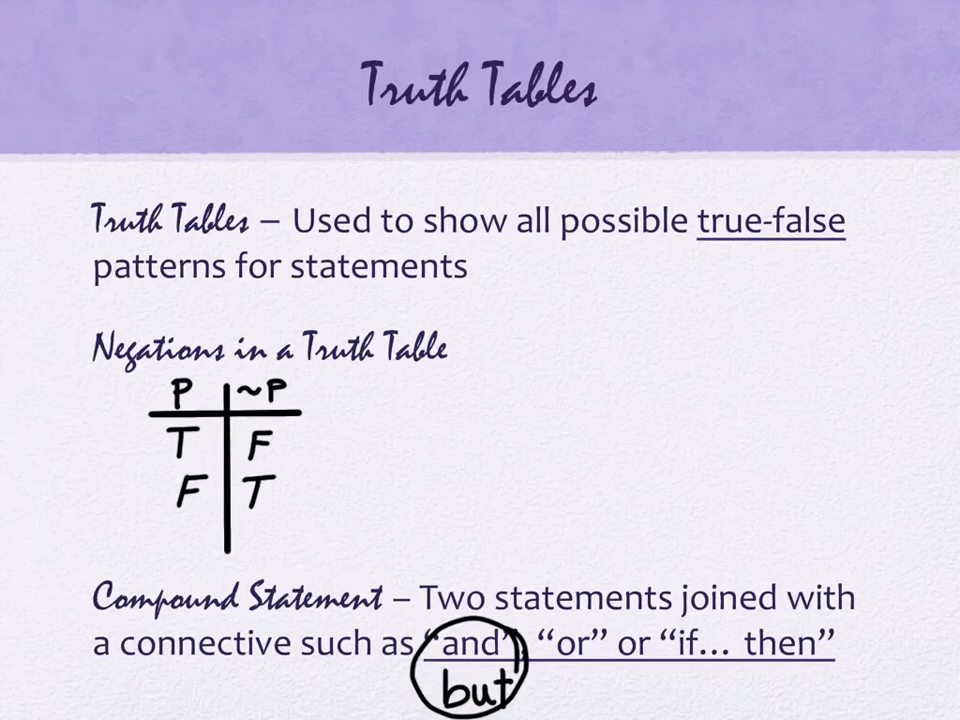 Truth Tables
Truth Tables – Used to show all possible true-false
patterns for statements
Negations in a Truth Table
P ~P
T F
F T
Compound Statement – Two statements joined with
a connective such as “and”, “or” or “if… then”
but